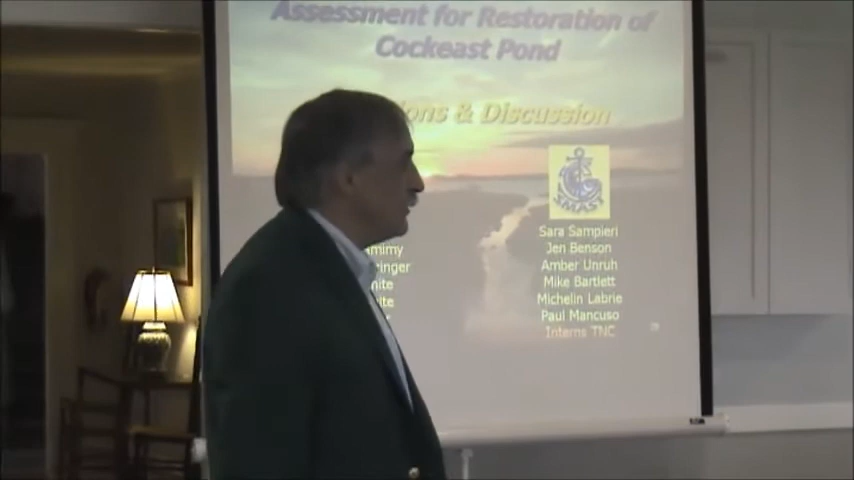 Assessment for Restoration of
Cockeast Pond
& Discussion
SMAST
Sara Sampieri
Jen Benson
Amber Unruh
Mike Bartlett
Michelin Labrie
Paul Mancuso
Interns TNC